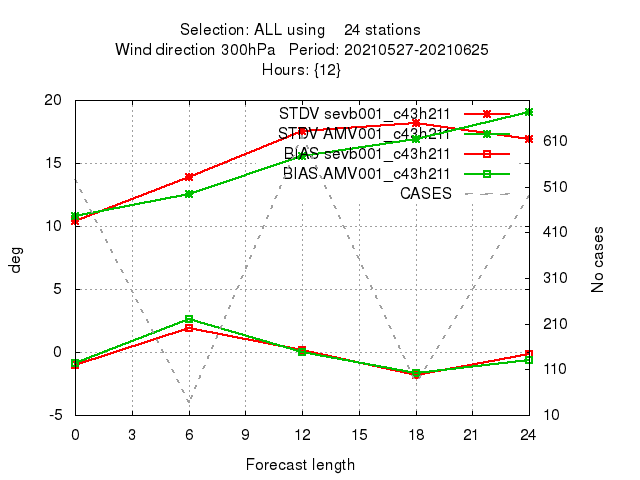 Selection: ALL using 24 stations
Wind direction 300hPa Period: 20210527-20210625
Hours: {12}
STDV sevb001_c43h211
STDV AMV001_c43h211
BIAS sevb001_c43h211
BIAS AMV001_c43h211
CASES
20
15
10
5
0
-5
deg
610
510
410
310
210
110
10
No cases
0 3 6 9 12 15 18 21 24
Forecast length